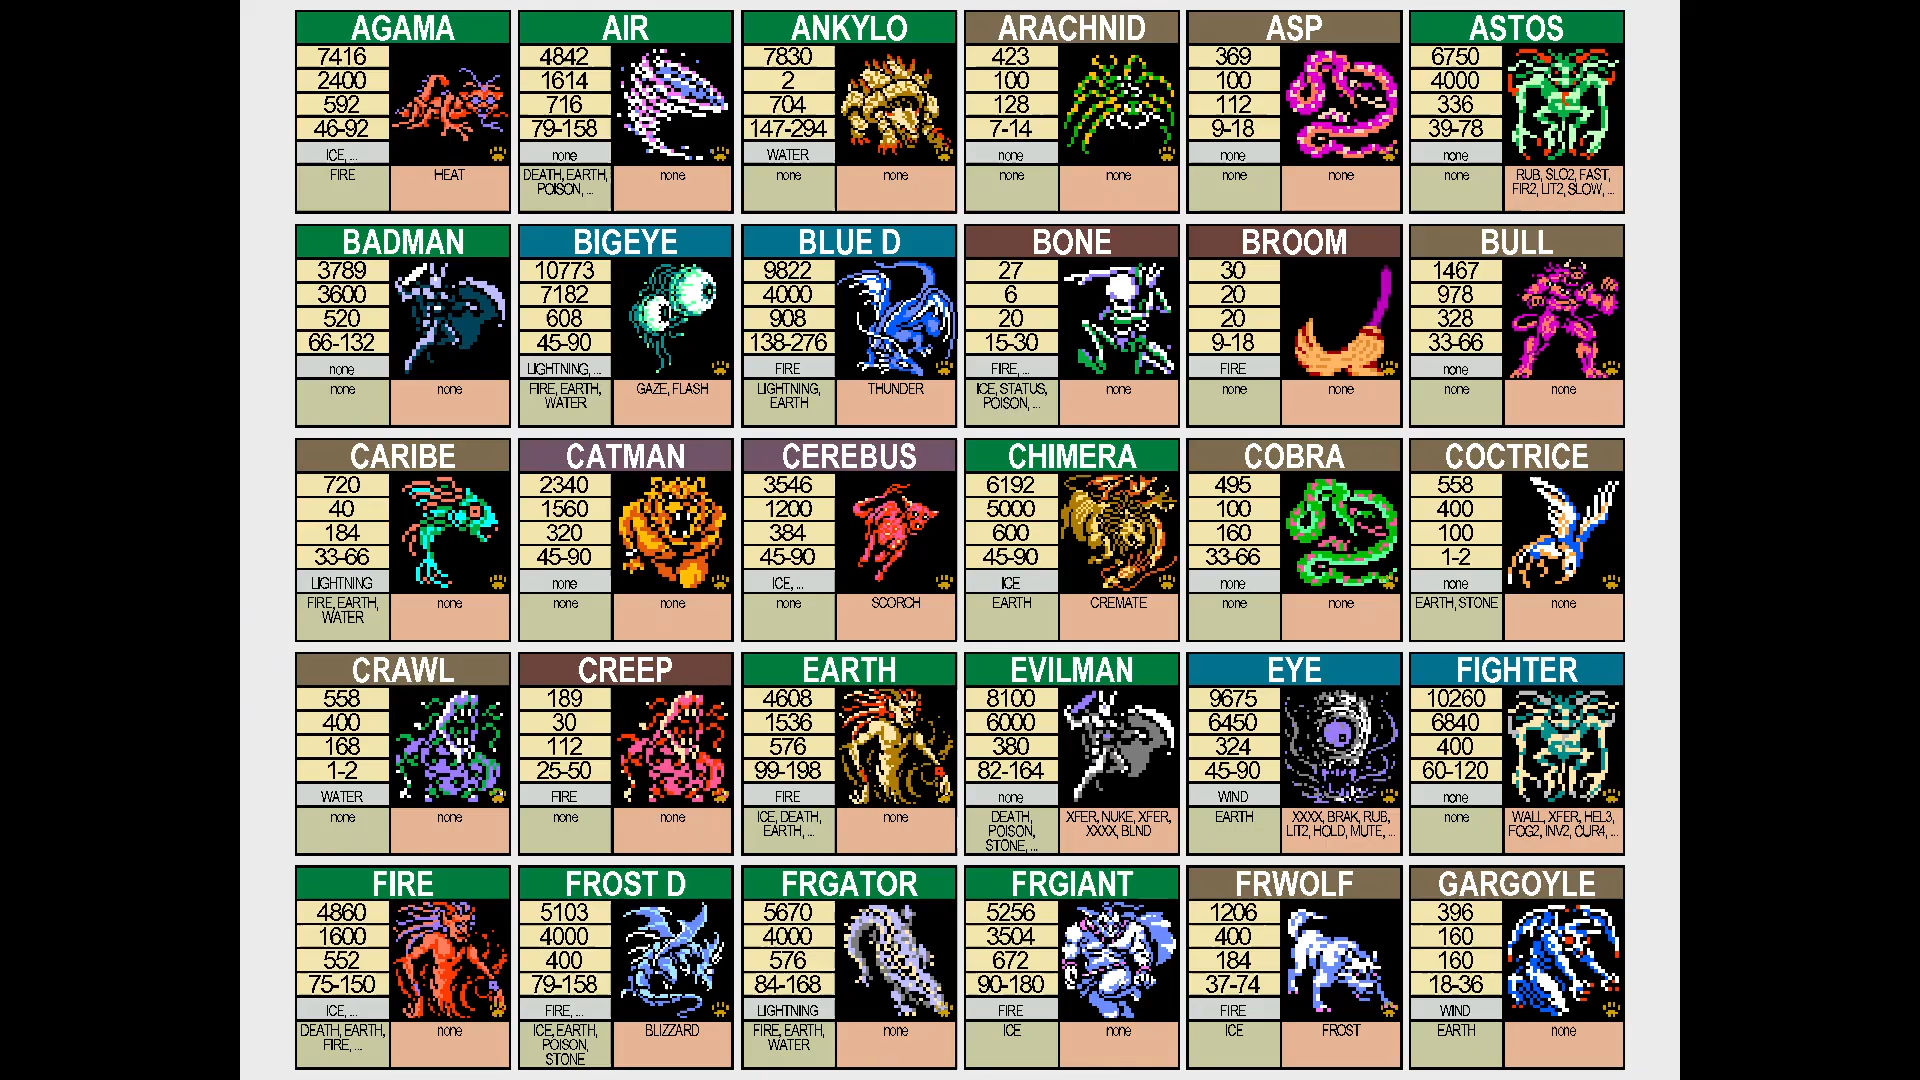 AGAMA
7416
2400
592
46-92
ICE, ...
FIRE
HEAT
AIR
4842
1614
716
79-158
none
DEATH, EARTH,
POISON, ...
none
ANKYLO
7830
2
704
147-294
WATER
none
none
ARACHNID
423
100
128
7-14
none
none
none
ASP
369
100
112
9-18
none
none
none
ASTOS
6750
4000
336
39-78
none
none
RUB, SLO2, FAST,
FIR2, LIT2, SLOW, ...
BADMAN
3789
3600
520
66-132
none
none
none
BIGEYE
10773
7182
608
45-90
LIGHTNING, ...
FIRE, EARTH,
WATER
GAZE, FLASH
BLUE D
9822
4000
908
138-276
FIRE
LIGHTNING,
EARTH
THUNDER
BONE
27
6
20
15-30
FIRE, ...
ICE, STATUS,
POISON, ...
none
BROOM
30
20
20
9-18
FIRE
none
none
BULL
1467
978
328
33-66
none
none
none
CARIBE
720
40
184
33-66
LIGHTNING
FIRE, EARTH,
WATER
none
CATMAN
2340
1560
320
45-90
none
none
none
CEREBUS
3546
1200
384
45-90
ICE, ...
none
SCORCH
CHIMERA
6192
5000
600
45-90
ICE
EARTH
CREMATE
COBRA
495
100
160
33-66
none
none
none
COCTRICE
558
400
100
1-2
none
EARTH, STONE
none
CRAWL
558
400
168
1-2
WATER
none
none
CREEP
189
30
112
25-50
FIRE
none
none
EARTH
4608
1536
576
99-198
FIRE
ICE, DEATH,
EARTH, ...
none
EVILMAN
8100
6000
380
82-164
none
DEATH,
POISON,
STONE, ...
XFER, NUKE, XFER,
XXXX, BLND
EYE
9675
6450
324
45-90
WIND
EARTH
XXXX, BRAK, RUB,
LIT2, HOLD, MUTE, ...
FIGHTER
10260
6840
400
60-120
none
none
WALL, XFER, HEL3,
FOG2, INV2, CUR4, ...
FIRE
4860
1600
552
75-150
ICE, ...
DEATH, EARTH,
FIRE, ...
none
FROST D
5103
4000
400
79-158
FIRE, ...
ICE, EARTH,
POISON,
STONE
BLIZZARD
FRGATOR
5670
4000
576
84-168
LIGHTNING
FIRE, EARTH,
WATER
none
FRGIANT
5256
3504
672
90-180
FIRE
ICE
none
FRWOLF
1206
400
184
37-74
FIRE
ICE
FROST
GARGOYLE
396
160
160
18-36
WIND
EARTH
none